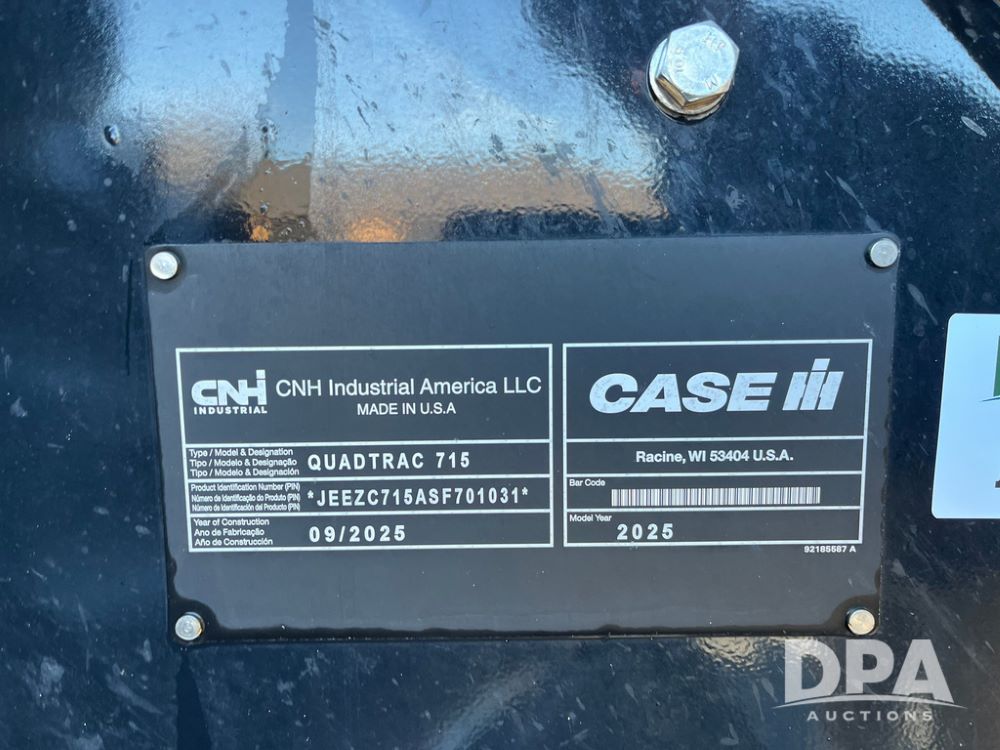 CNH
INDUSTRIAL
CNH Industrial America LLC
MADE IN U.S.A
Type / Model & Designation
Tipo / Modelo & Designação
Tipo / Modelo & Designación
QUADTRAC 715
Product Identification Number (PIN)
Número de Identificação do Produto (PIN)
Número de Identificación del Producto (PIN)
*JEEZC715ASF701031*
Year of Construction
Ano de Fabricação
Año de Construcción
09/2025
CASE IH
Racine, WI 53404 U.S.A.
Bar Code
Model Year
2025
92185587 A
DPA
AUCTIONS